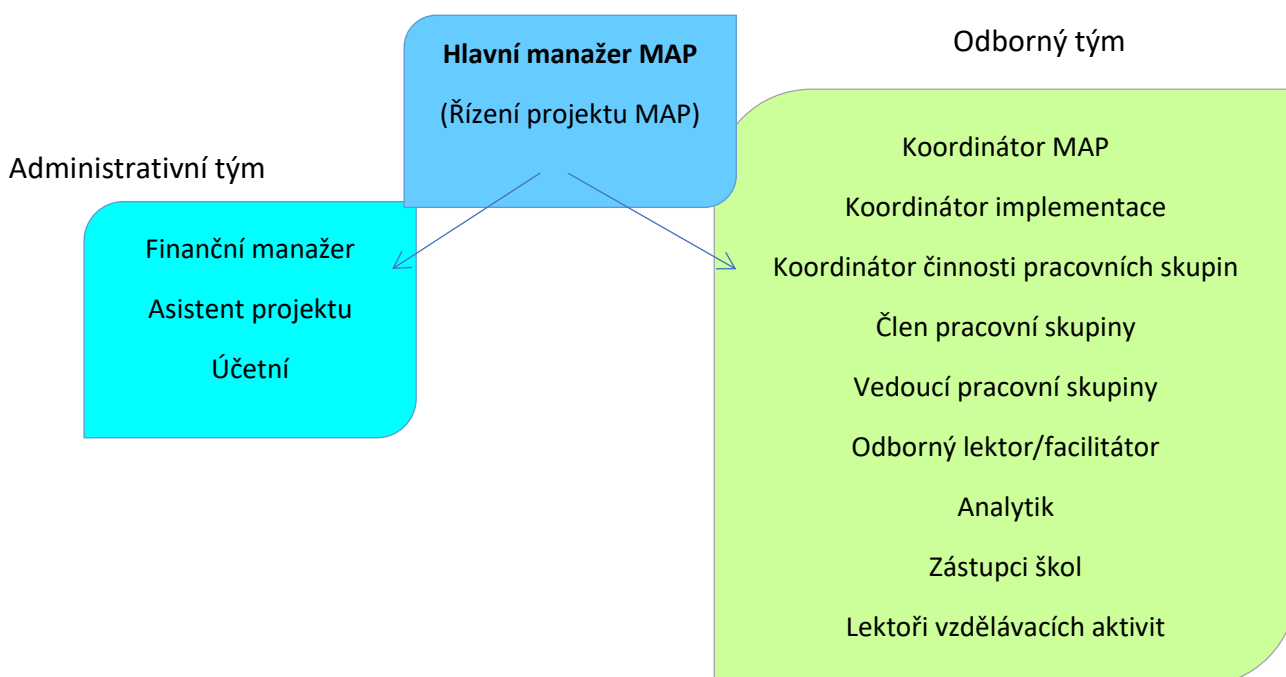 Hlavní manažer MAP
(Řízení projektu MAP)
Administrativní tým
Finanční manažer
Asistent projektu
Účetní
Odborný tým
Koordinátor MAP
Koordinátor implementace
Koordinátor činnosti pracovních skupin
Člen pracovní skupiny
Vedoucí pracovní skupiny
Odborný lektor/facilitátor
Analytik
Zástupci škol
Lektoři vzdělávacích aktivit